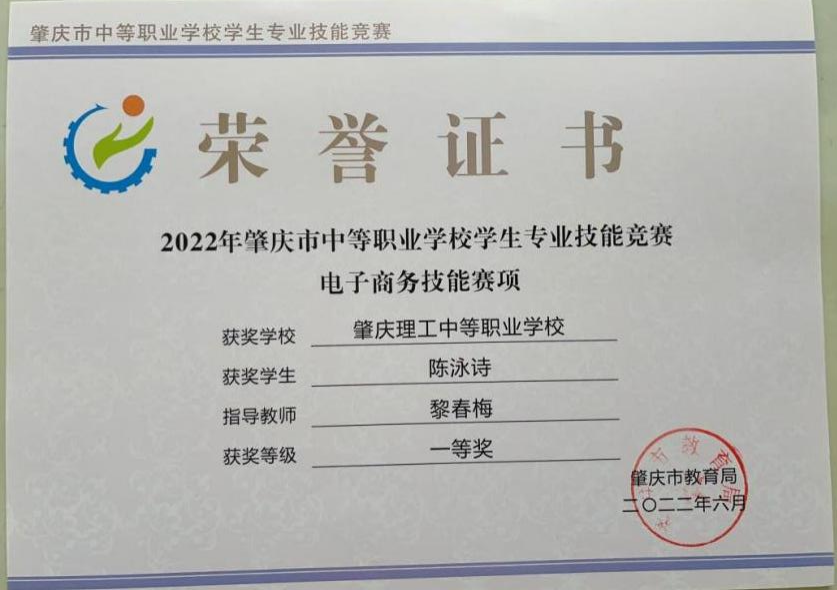 肇庆市中等职业学校学生专业技能竞赛
荣誉证书
2022年肇庆市中等职业学校学生专业技能竞赛
电子商务技能赛项
获奖学校 肇庆理工中等职业学校
获奖学生 陈泳诗
指导教师 黎春梅
获奖等级 一等奖
肇庆市教育局
二〇二二年六月